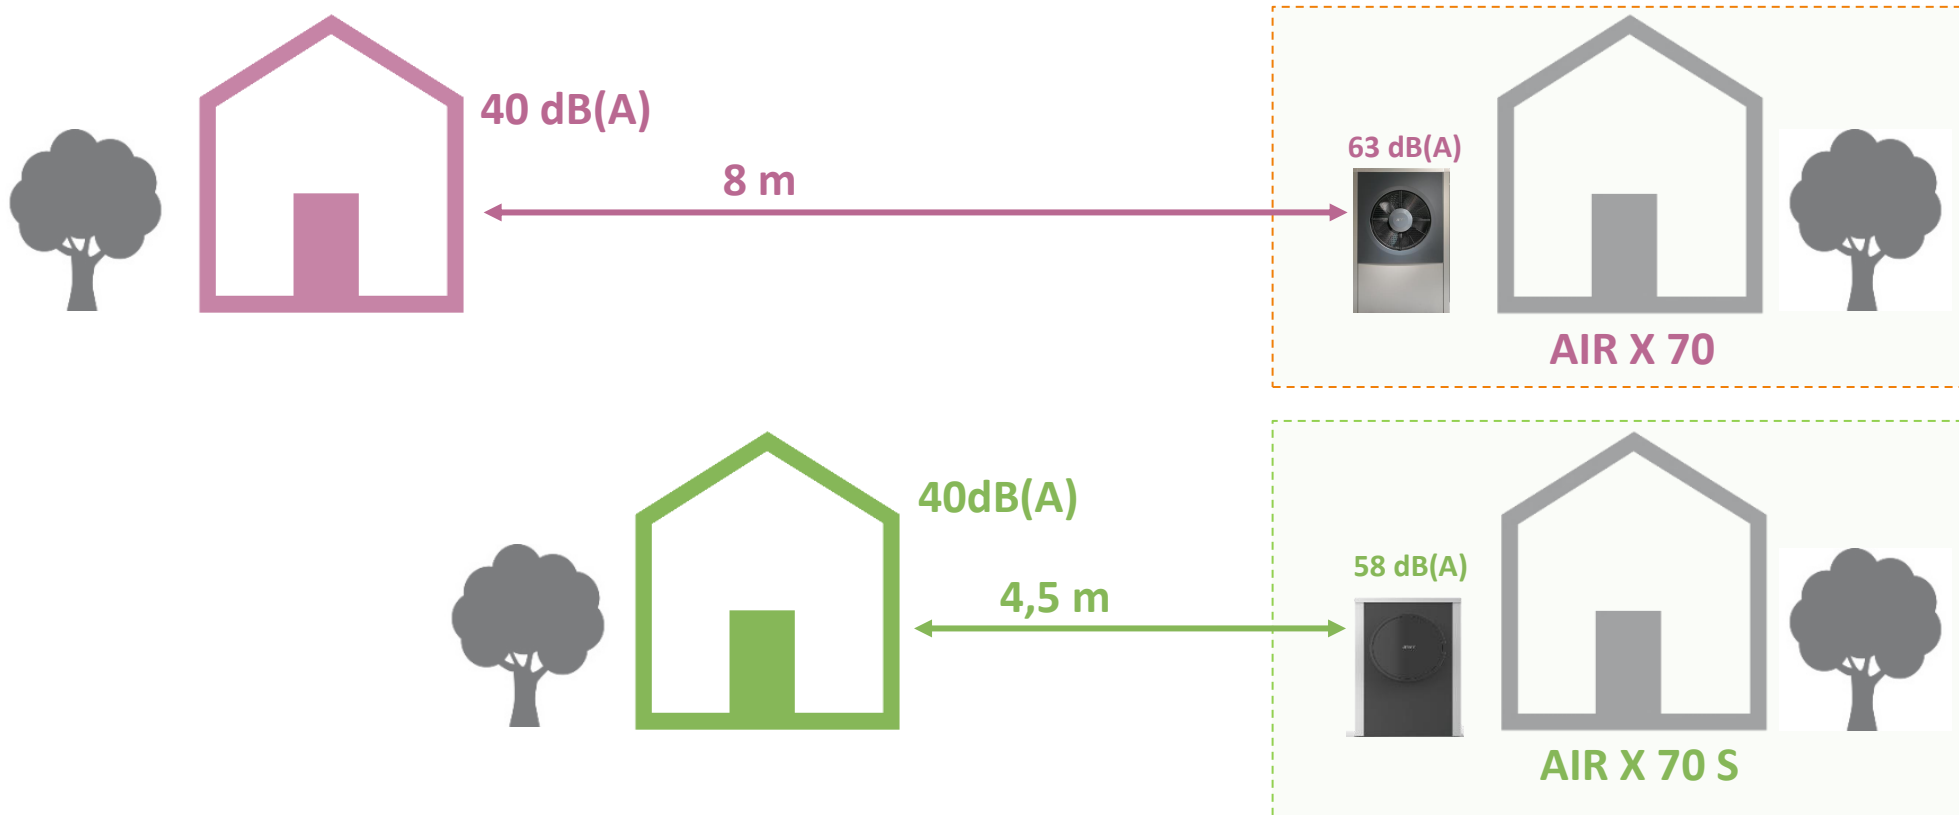 40 dB(A)
63 dB(A)
8 m
AIR X 70
40dB(A)
58 dB(A)
4,5 m
AIR X 70 S